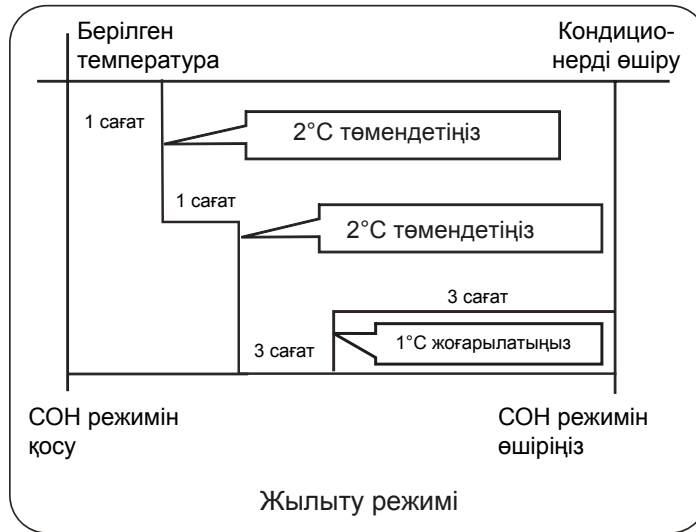 Берілген
температура
Кондицио-
нерді өшіру
1 сағат
2°C төмендетіңіз
1 сағат
2°C төмендетіңіз
3 сағат
3 сағат
1°C жоғарылатыңыз
СОН режимін
қосу
СОН режимін
өшіріңіз
Жылыту режимі